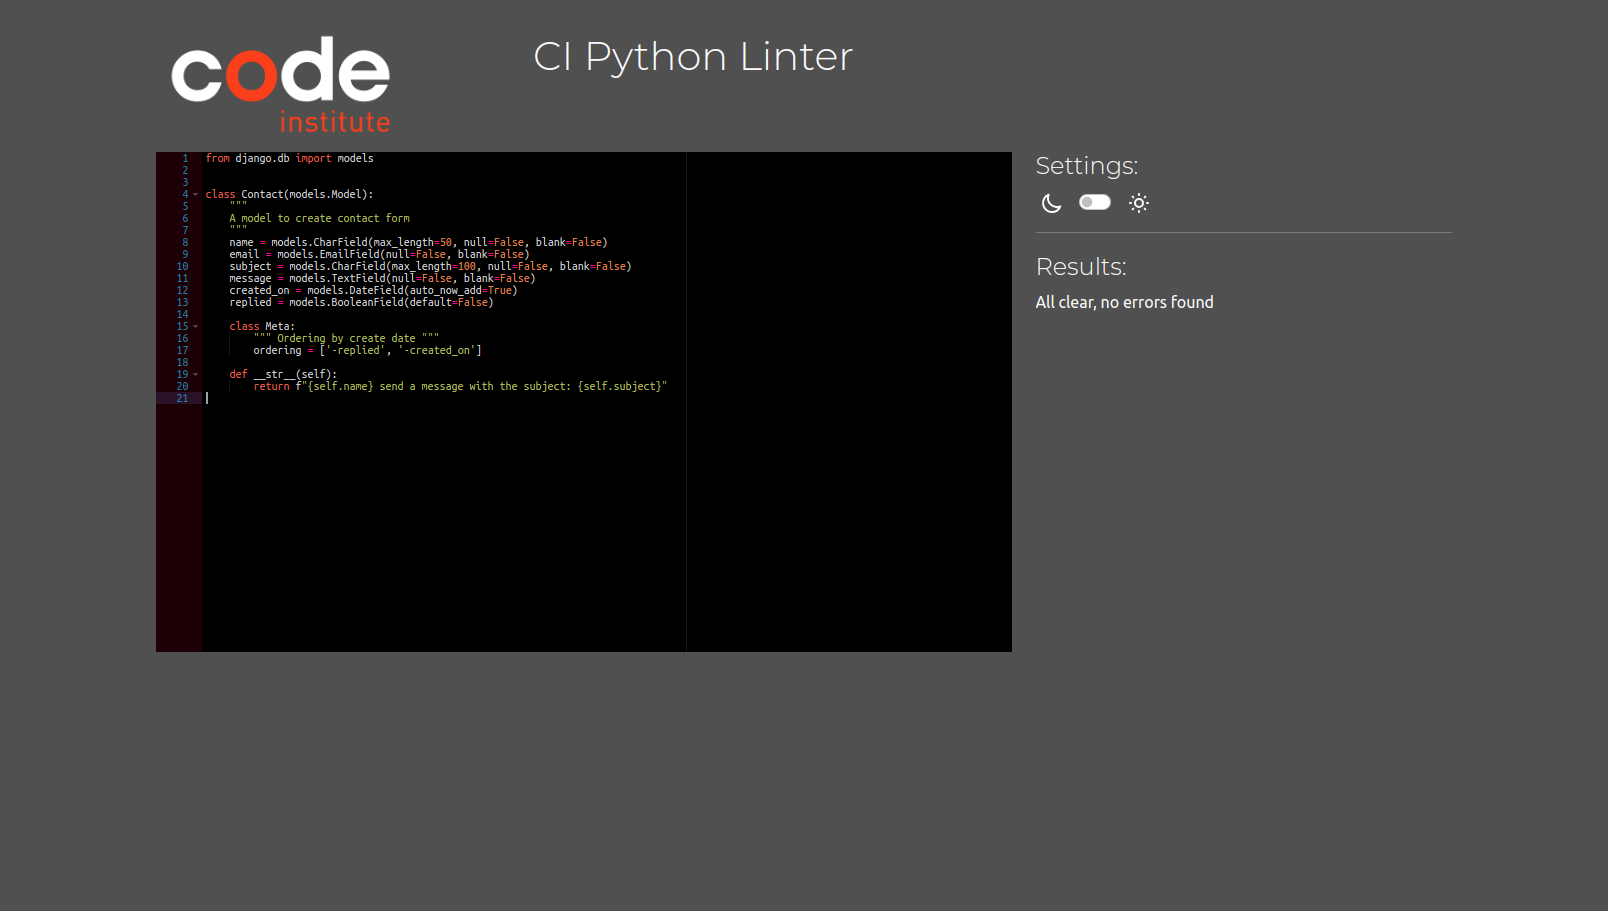 code
institute
CI Python Linter
1 from django.db import models
2
3
4 class Contact(models.Model):
5     """
6     A model to create contact form
7     """
8     name = models.CharField(max_length=50, null=False, blank=False)
9     email = models.EmailField(null=False, blank=False)
10     subject = models.CharField(max_length=100, null=False, blank=False)
11     message = models.TextField(null=False, blank=False)
12     created_on = models.DateField(auto_now_add=True)
13     replied = models.BooleanField(default=False)
14
15     class Meta:
16         """ Ordering by create date """
17         ordering = ['-replied', '-created_on']
18
19     def __str__(self):
20         return f"{self.name} send a message with the subject: {self.subject}"
21
Settings:
Results:
All clear, no errors found